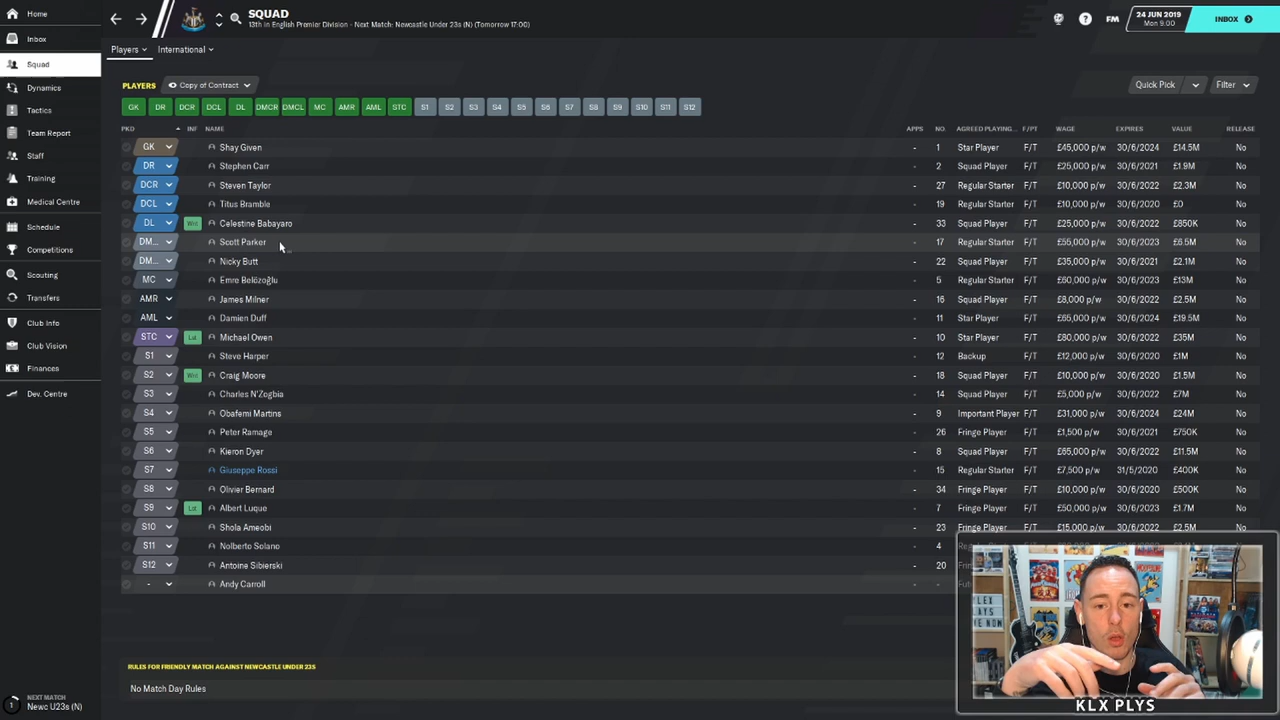 Home
Inbox
Squad
Dynamics
Tactics
Team Report
Staff
Training
Medical Centre
Schedule
Competitions
Scouting
Transfers
Club Info
Club Vision
Finances
Dev. Centre
1 NEXT MATCH
Newc U23s (N)
SQUAD
13th in English Premier Division - Next Match: Newcastle Under 23s (N) (Tomorrow 17:00)
? FM 24 JUN 2019 INBOX
Mon 9:00
Players International
PLAYERS Copy of Contract Quick Pick Filter
GK DR DCR DCL DL DMCR DMCL MC AMR AML STC S1 S2 S3 S4 S5 S6 S7 S8 S9 S10 S11 S12
PKD INF NAME APPS NO. AGREED PLAYING... F/PT WAGE EXPIRES VALUE RELEASE
GK Shay Given - 1 Star Player F/T £45,000 p/w 30/6/2024 £14.5M No
DR Stephen Carr - 2 Squad Player F/T £25,000 p/w 30/6/2021 £1.9M No
DCR Steven Taylor - 27 Regular Starter F/T £10,000 p/w 30/6/2022 £2.3M No
DCL Titus Bramble - 19 Regular Starter F/T £10,000 p/w 30/6/2020 £0 No
DL Wnt Celestine Babayaro - 33 Squad Player F/T £25,000 p/w 30/6/2022 £850K No
DM... Scott Parker - 17 Regular Starter F/T £55,000 p/w 30/6/2023 £6.5M No
DM... Nicky Butt - 22 Squad Player F/T £35,000 p/w 30/6/2021 £2.1M No
MC Emre Belözoğlu - 5 Regular Starter F/T £60,000 p/w 30/6/2023 £13M No
AMR James Milner - 16 Squad Player F/T £8,000 p/w 30/6/2022 £2.5M No
AML Damien Duff - 11 Star Player F/T £65,000 p/w 30/6/2024 £19.5M No
STC Lst Michael Owen - 10 Star Player F/T £80,000 p/w 30/6/2022 £35M No
S1 Steve Harper - 12 Backup F/T £12,000 p/w 30/6/2020 £1M No
S2 Wnt Craig Moore - 18 Squad Player F/T £10,000 p/w 30/6/2020 £1.5M No
S3 Charles N'Zogbia - 14 Squad Player F/T £5,000 p/w 30/6/2022 £7M No
S4 Obafemi Martins - 9 Important Player F/T £31,000 p/w 30/6/2024 £24M No
S5 Peter Ramage - 26 Fringe Player F/T £1,500 p/w 30/6/2021 £750K No
S6 Kieron Dyer - 8 Squad Player F/T £65,000 p/w 30/6/2022 £11.5M No
S7 Giuseppe Rossi - 15 Regular Starter F/T £7,500 p/w 31/5/2020 £400K No
S8 Olivier Bernard - 34 Fringe Player F/T £10,000 p/w 30/6/2020 £500K No
S9 Lst Albert Luque - 7 Fringe Player F/T £50,000 p/w 30/6/2023 £1.7M No
S10 Shola Ameobi - 23 Fringe Player F/T £15,000 p/w 30/6/2022 £2.5M No
S11 Nolberto Solano - 4
S12 Antoine Sibierski - 20
- Andy Carroll - -
RULES FOR FRIENDLY MATCH AGAINST NEWCASTLE UNDER 23S
No Match Day Rules
KLX PLYS